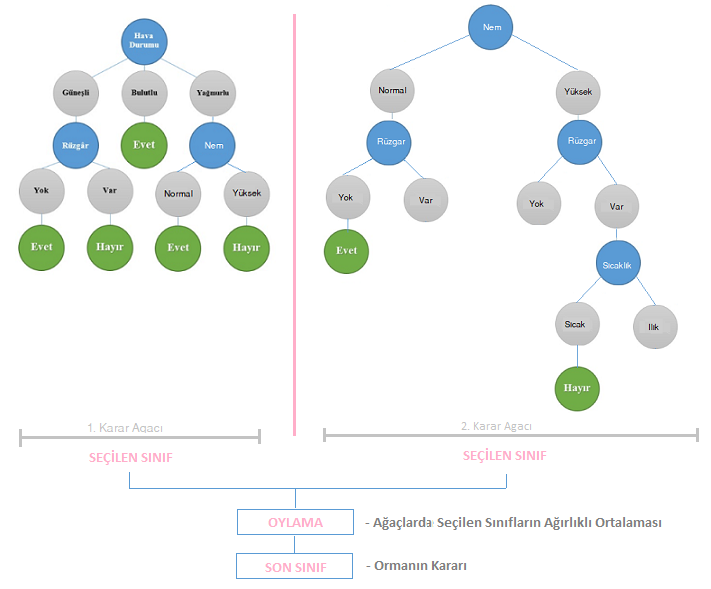 Hava
Durumu
Güneşli
Bulutlu
Yağmurlu
Rüzgâr
Evet
Nem
Yok
Var
Normal
Yüksek
Evet
Hayır
Evet
Hayır
1. Karar Agacı
SEÇİLEN SINIF
Nem
Normal
Yüksek
Rüzgar
Rüzgar
Yok
Var
Yok
Var
Evet
Sıcaklık
Sıcak
Ilık
Hayır
2. Karar Agacı
SEÇİLEN SINIF
OYLAMA
- Ağaçlarda Seçilen Sınıfların Ağırlıklı Ortalaması
SON SINIF
- Ormanın Kararı